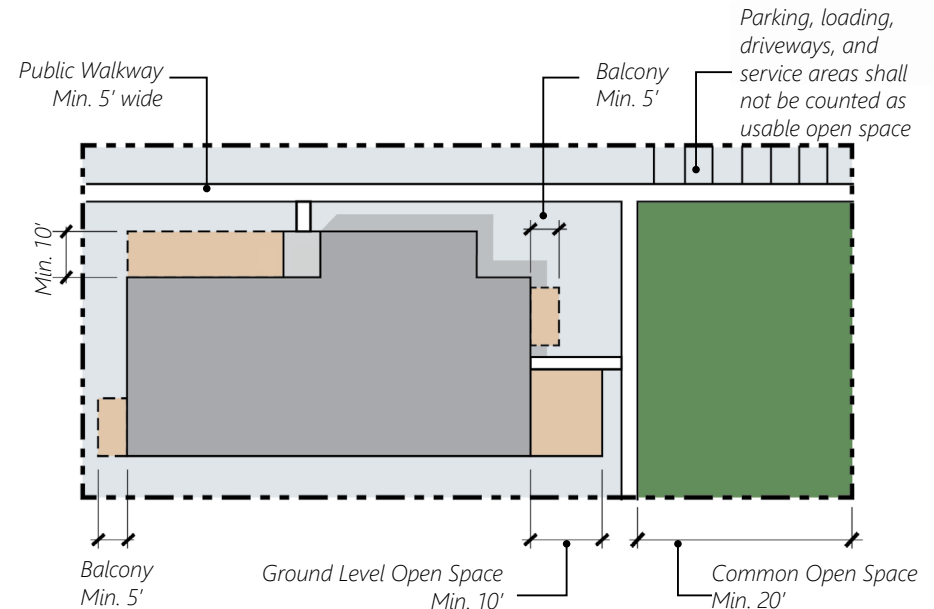 Parking, loading,
driveways, and
service areas shall
not be counted as
usable open space
Public Walkway
Min. 5' wide
Balcony
Min. 5'
Min. 10'
Balcony
Min. 5'
Ground Level Open Space
Min. 10'
Common Open Space
Min. 20'